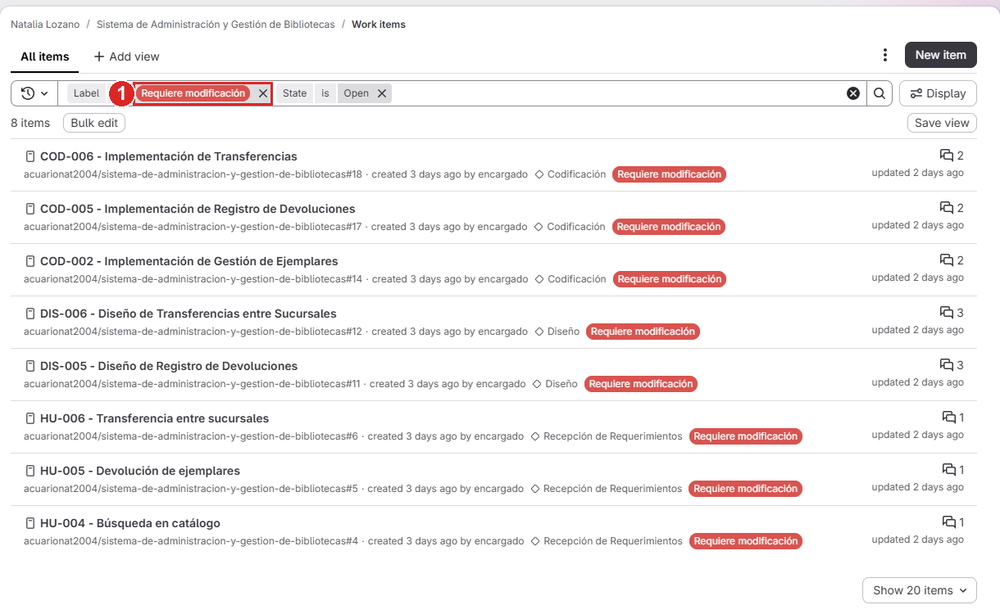 Natalia Lozano / Sistema de Administración y Gestión de Bibliotecas / Work items
All items + Add view New item
Label 1 Requiere modificación × State is Open × Display
8 items Bulk edit Save view
COD-006 - Implementación de Transferencias 2
acuarionat2004/sistema-de-administracion-y-gestion-de-bibliotecas#18 · created 3 days ago by encargado Codificación Requiere modificación updated 2 days ago
COD-005 - Implementación de Registro de Devoluciones 2
acuarionat2004/sistema-de-administracion-y-gestion-de-bibliotecas#17 · created 3 days ago by encargado Codificación Requiere modificación updated 2 days ago
COD-002 - Implementación de Gestión de Ejemplares 2
acuarionat2004/sistema-de-administracion-y-gestion-de-bibliotecas#14 · created 3 days ago by encargado Codificación Requiere modificación updated 2 days ago
DIS-006 - Diseño de Transferencias entre Sucursales 3
acuarionat2004/sistema-de-administracion-y-gestion-de-bibliotecas#12 · created 3 days ago by encargado Diseño Requiere modificación updated 2 days ago
DIS-005 - Diseño de Registro de Devoluciones 3
acuarionat2004/sistema-de-administracion-y-gestion-de-bibliotecas#11 · created 3 days ago by encargado Diseño Requiere modificación updated 2 days ago
HU-006 - Transferencia entre sucursales 1
acuarionat2004/sistema-de-administracion-y-gestion-de-bibliotecas#6 · created 3 days ago by encargado Recepción de Requerimientos Requiere modificación updated 2 days ago
HU-005 - Devolución de ejemplares 1
acuarionat2004/sistema-de-administracion-y-gestion-de-bibliotecas#5 · created 3 days ago by encargado Recepción de Requerimientos Requiere modificación updated 2 days ago
HU-004 - Búsqueda en catálogo 1
acuarionat2004/sistema-de-administracion-y-gestion-de-bibliotecas#4 · created 3 days ago by encargado Recepción de Requerimientos Requiere modificación updated 2 days ago
Show 20 items